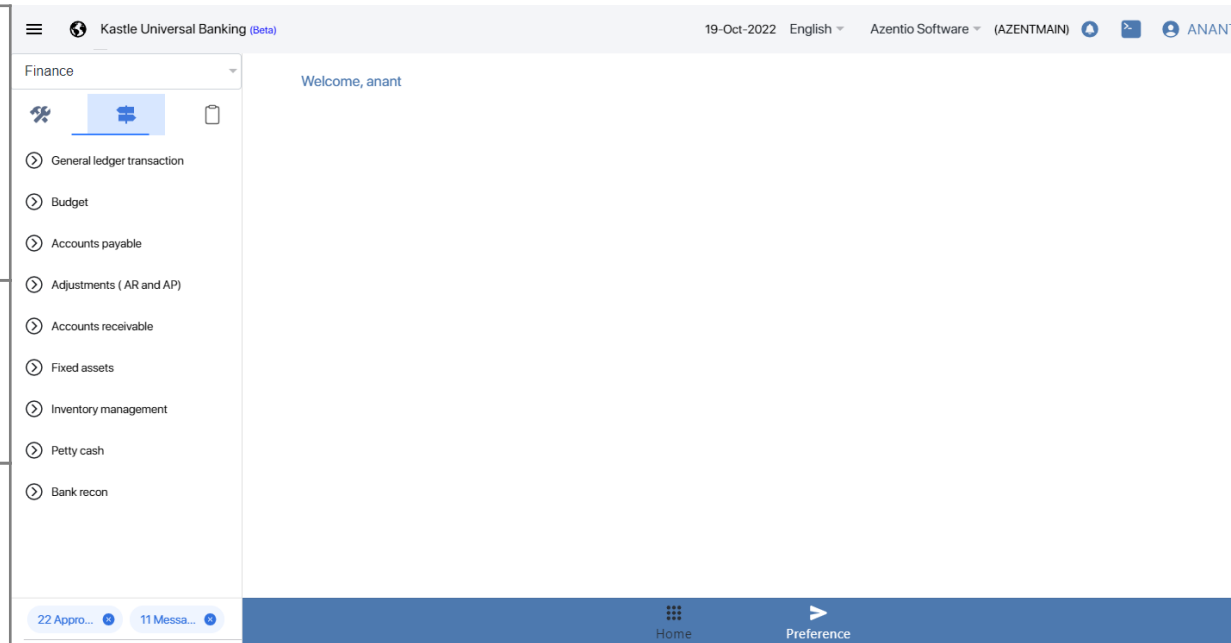 Kastle Universal Banking (Beta)
19-Oct-2022 English Azentio Software (AZENTMAIN) ANANT
Finance
Welcome, anant
General ledger transaction
Budget
Accounts payable
Adjustments ( AR and AP)
Accounts receivable
Fixed assets
Inventory management
Petty cash
Bank recon
22 Appro... 11 Messa...
Home Preference